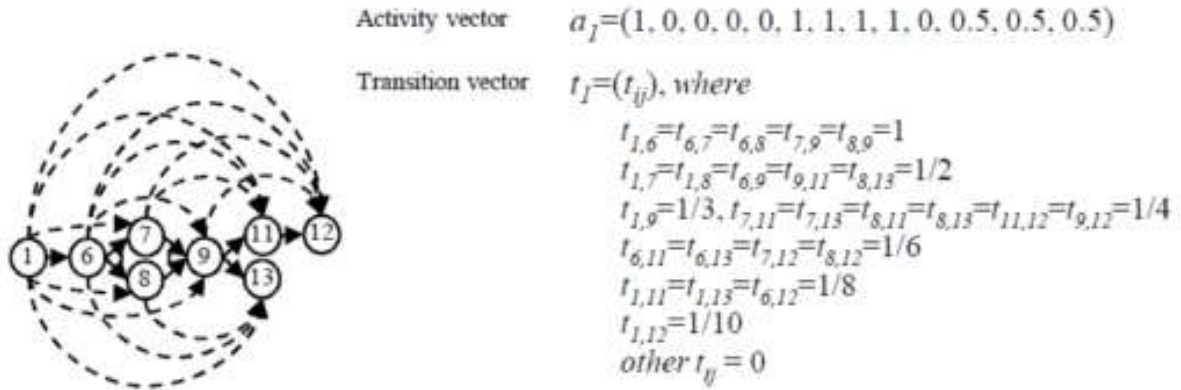 Activity vector a1=(1, 0, 0, 0, 0, 1, 1, 1, 1, 0, 0.5, 0.5, 0.5)
Transition vector t1=(tij), where
t1,6=t6,7=t6,8=t7,9=t8,9=1
t1,7=t1,8=t6,9=t9,11=t8,13=1/2
t1,9=1/3, t7,11=t7,13=t8,11=t8,13=t11,12=t9,12=1/4
t6,11=t6,13=t7,12=t8,12=1/6
t1,11=t1,13=t6,12=1/8
t1,12=1/10
other tij = 0
1 6 7 8 9 11 13 12